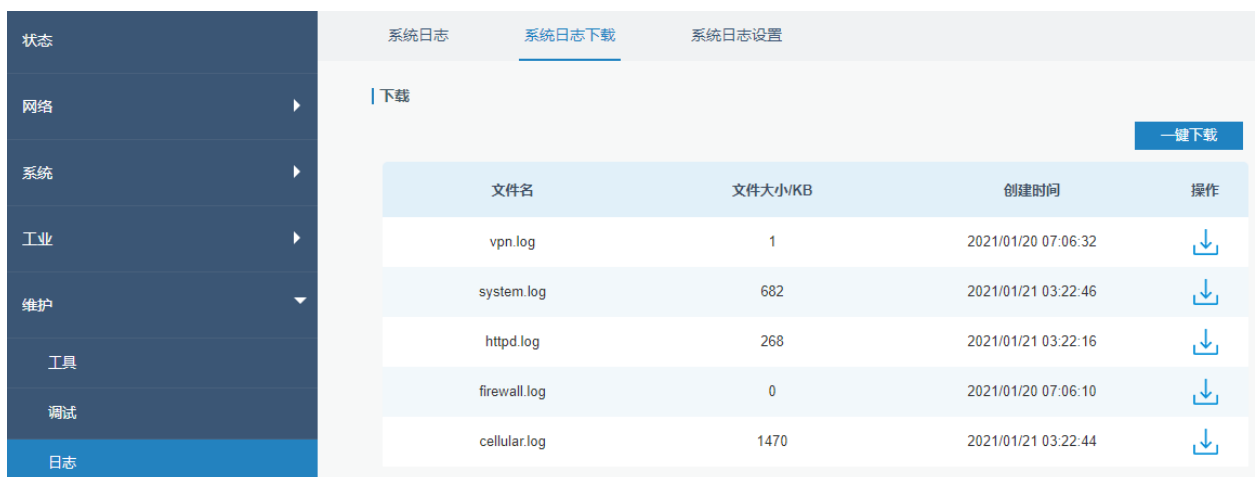 状态
网络
系统
工业
维护
工具
调试
日志
系统日志 系统日志下载 系统日志设置
下载
一键下载
文件名 文件大小/KB 创建时间 操作
vpn.log 1 2021/01/20 07:06:32
system.log 682 2021/01/21 03:22:46
httpd.log 268 2021/01/21 03:22:16
firewall.log 0 2021/01/20 07:06:10
cellular.log 1470 2021/01/21 03:22:44